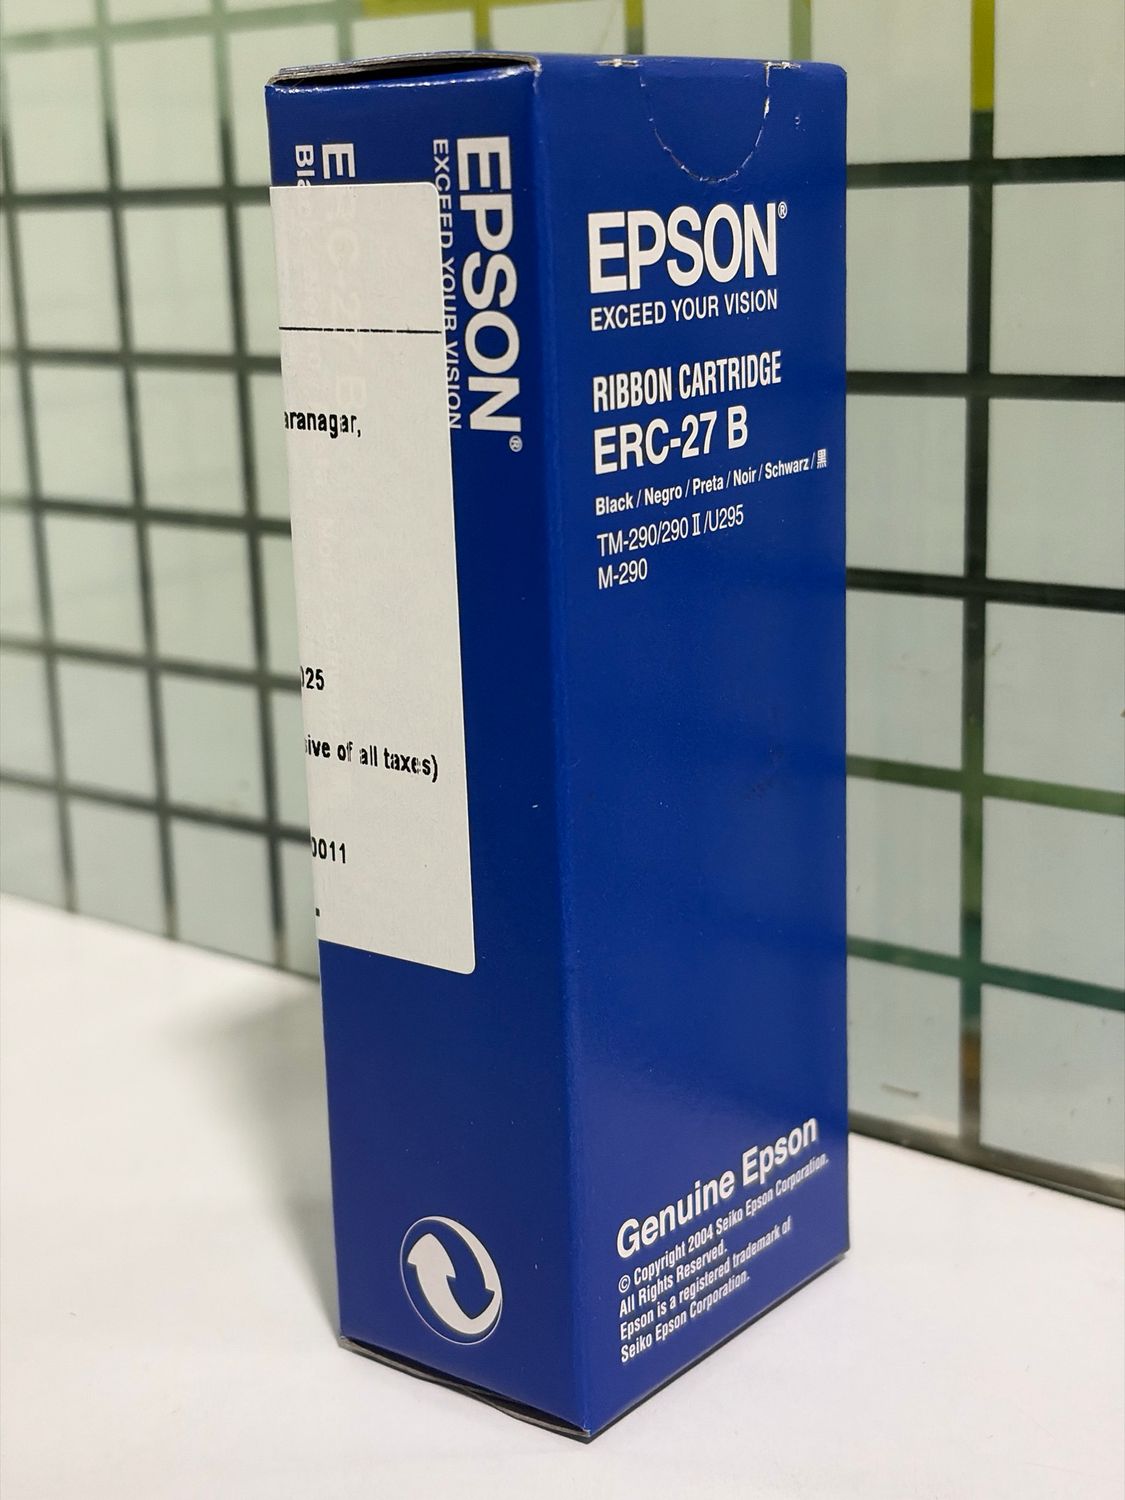 EPSON®
EXCEED YOUR VISION
EPSON®
EXCEED YOUR VISION
RIBBON CARTRIDGE
ERC-27 B
Black / Negro / Preta / Noir / Schwarz / 黒
TM-290/290 II /U295
M-290
aranagar,
025
sive of all taxes)
0011
Genuine Epson
© Copyright 2004 Seiko Epson Corporation.
All Rights Reserved.
Epson is a registered trademark of
Seiko Epson Corporation.